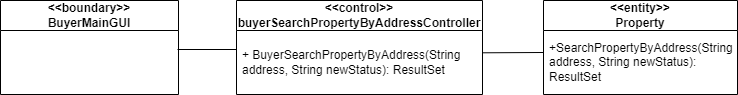 <<boundary>>
BuyerMainGUI
<<control>>
buyerSearchPropertyByAddressController
+ BuyerSearchPropertyByAddress(String
address, String newStatus): ResultSet
<<entity>>
Property
+SearchPropertyByAddress(String
address, String newStatus):
ResultSet